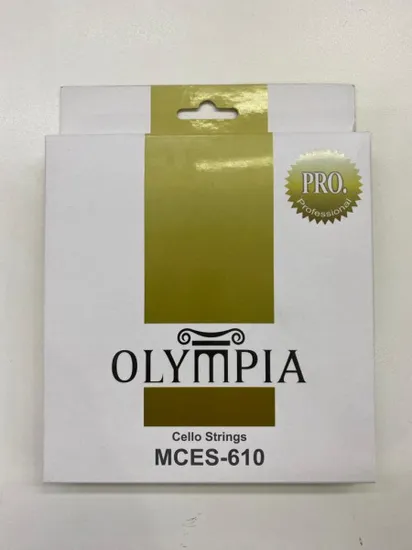 PRO.
Professional
OLYMPIA
Cello Strings
MCES-610